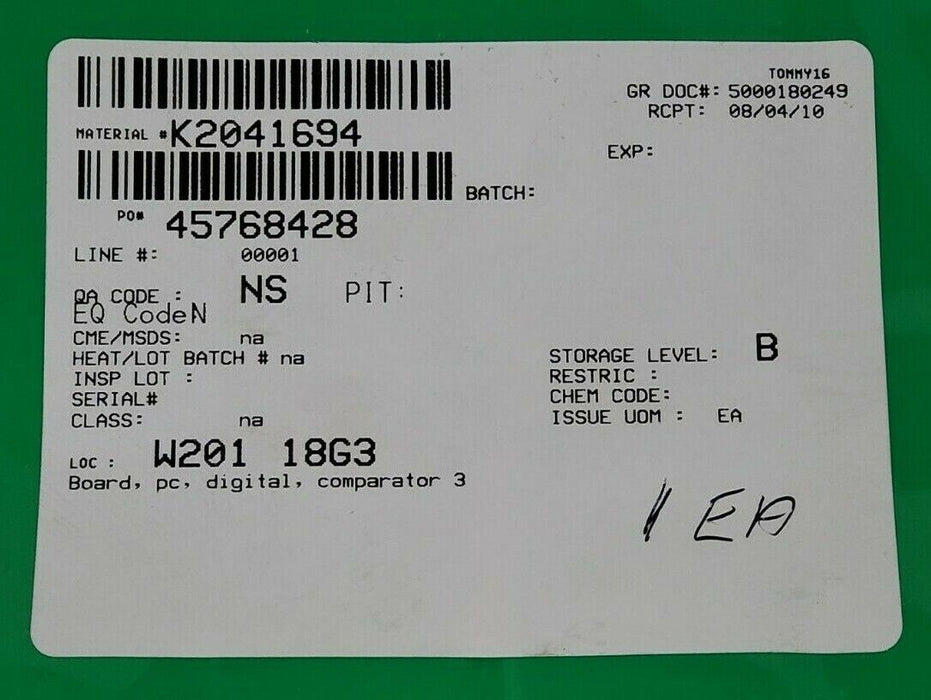 TOMMY16
GR DOC#: 5000180249
RCPT: 08/04/10
MATERIAL #K2041694
EXP:
BATCH:
PO# 45768428
LINE #: 00001
QA CODE : NS PIT:
EQ CodeN
CME/MSDS: na
HEAT/LOT BATCH # na
INSP LOT :
SERIAL#
CLASS: na
STORAGE LEVEL: B
RESTRIC :
CHEM CODE:
ISSUE UOM : EA
LOC : W201 18G3
Board, pc, digital, comparator 3
1 EA